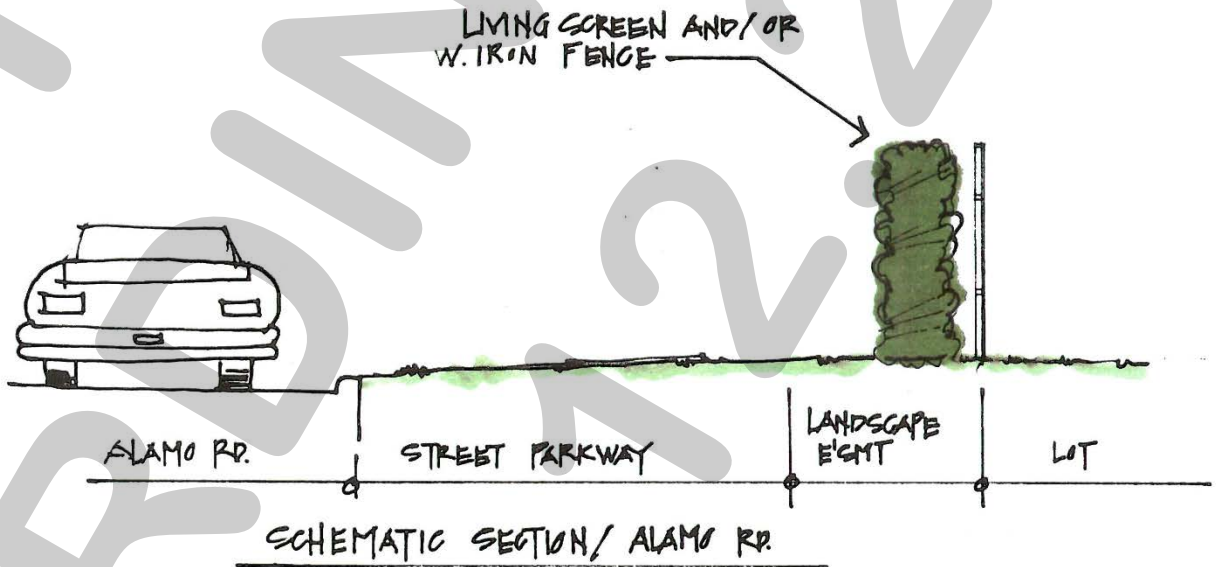 LIVING SCREEN AND/OR
W. IRON FENCE
ALAMO RD.
STREET PARKWAY
LANDSCAPE
E'SMT
LOT
SCHEMATIC SECTION/ ALAMO RD.